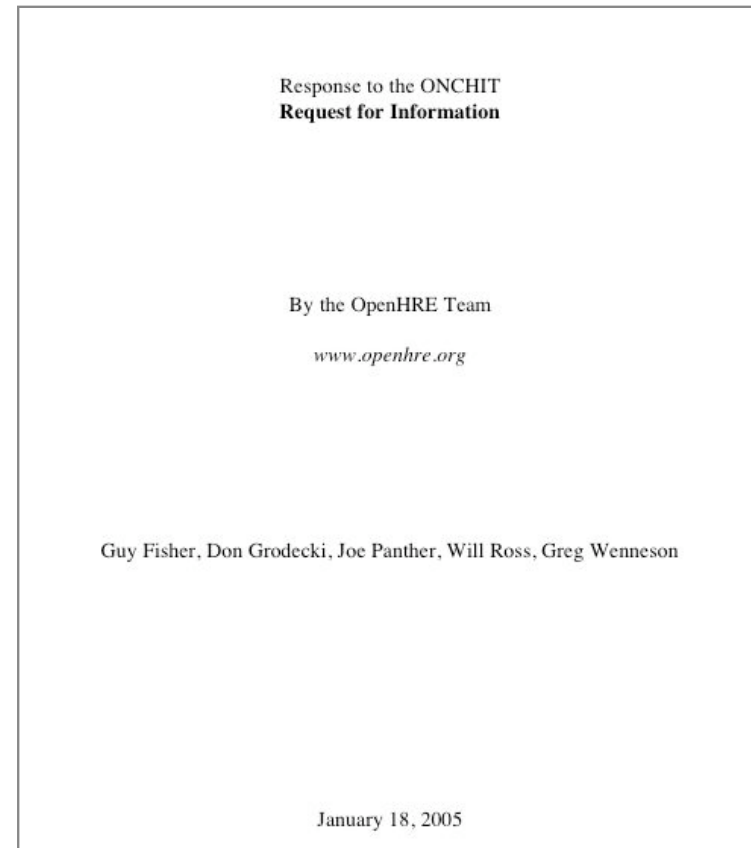 Response to the ONCHIT
Request for Information
By the OpenHRE Team
www.openhre.org
Guy Fisher, Don Grodecki, Joe Panther, Will Ross, Greg Wenneson
January 18, 2005